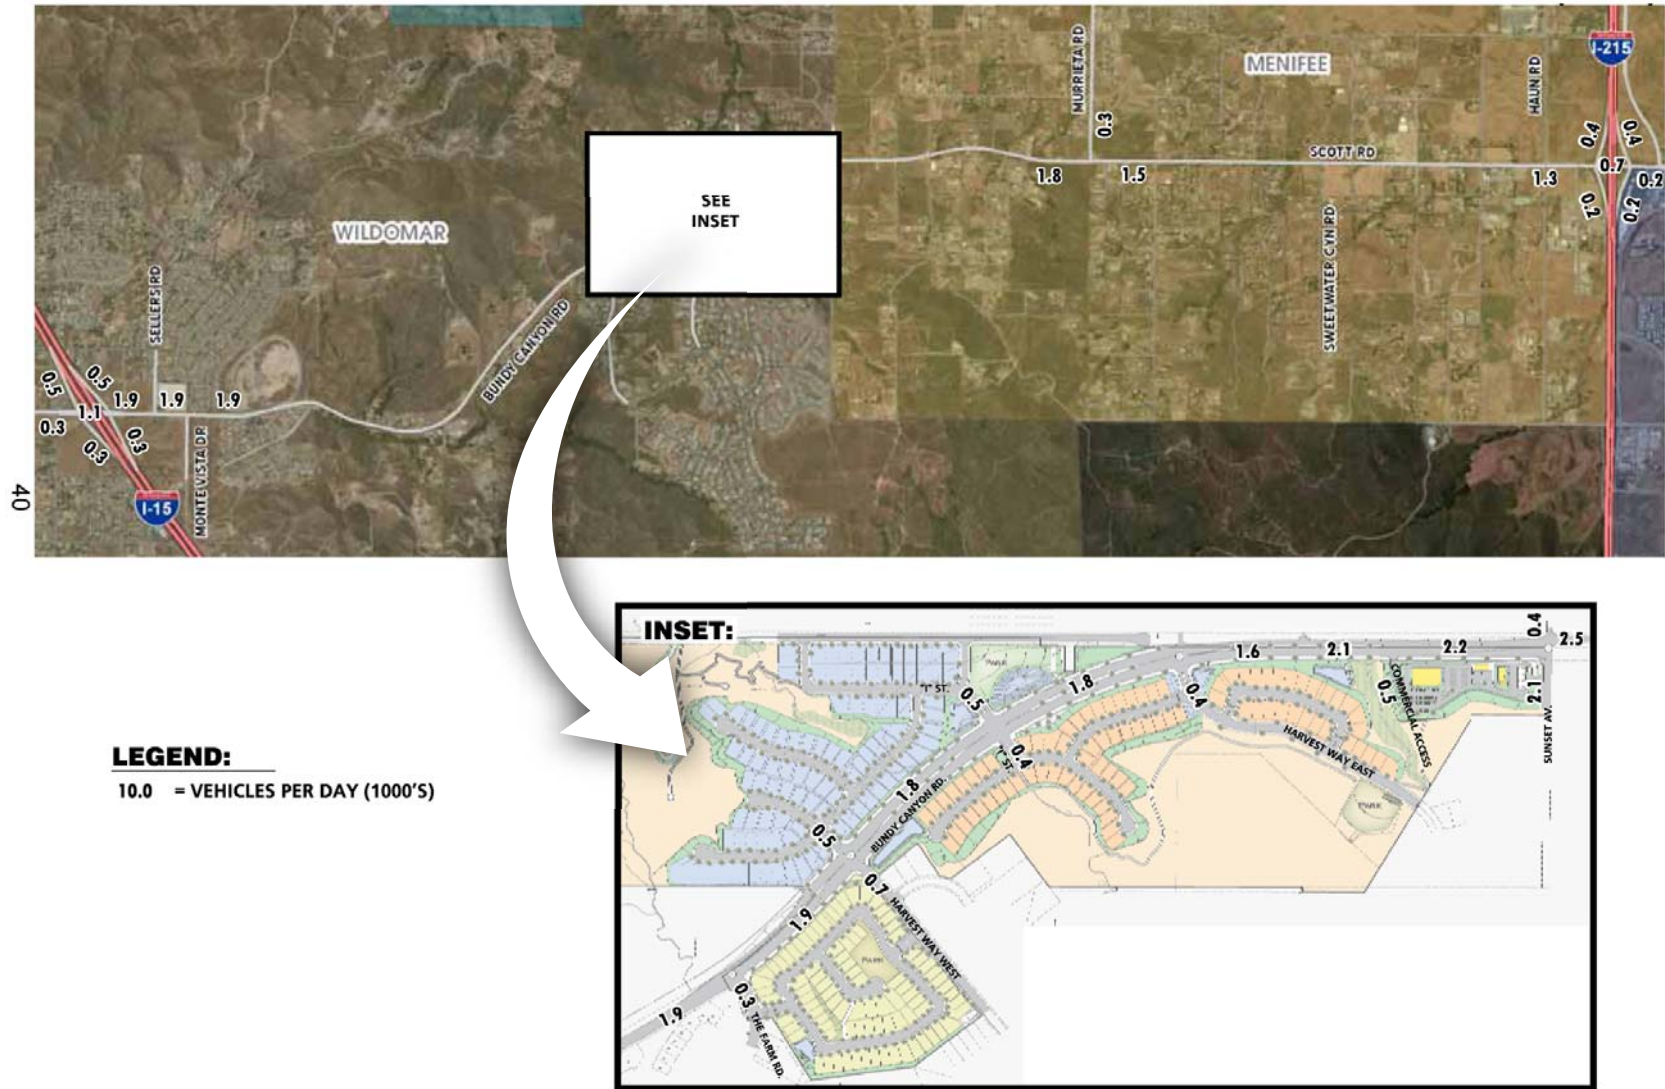 I-215
MURRIETA RD
MENIFEE
HAUN RD
0.3
0.4
0.4
SCOTT RD
0.7
1.8
1.5
1.3
0.2
0.2
0.2
SEE
INSET
WILDOMAR
SWEETWATER CYN RD
SELLERS RD
BUNDY CANYON RD
0.5
0.5
1.9
1.9
1.9
1.1
0.3
0.3
0.3
MONTE VISTA DR
I-15
40
INSET:
0.4
2.5
1.6
2.1
2.2
PARK
"I" ST.
0.5
1.8
0.4
0.5
COMMERCIAL ACCESS
2.1
SUNSET AV.
HARVEST WAY EAST
0.4
ST.
PARK
1.8
BUNDY CANYON RD.
0.5
0.7
HARVEST WAY WEST
1.9
PARK
0.3
THE FARM RD.
1.9
LEGEND:
10.0 = VEHICLES PER DAY (1000'S)